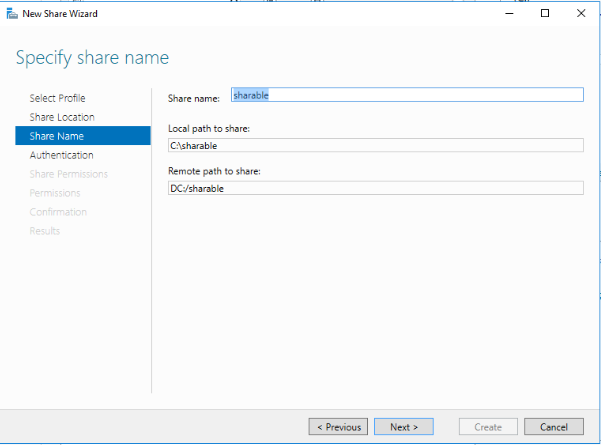 New Share Wizard
Specify share name
Select Profile
Share Location
Share Name
Authentication
Share Permissions
Permissions
Confirmation
Results
Share name: sharable
Local path to share:
C:\sharable
Remote path to share:
DC:/sharable
< Previous Next > Create Cancel